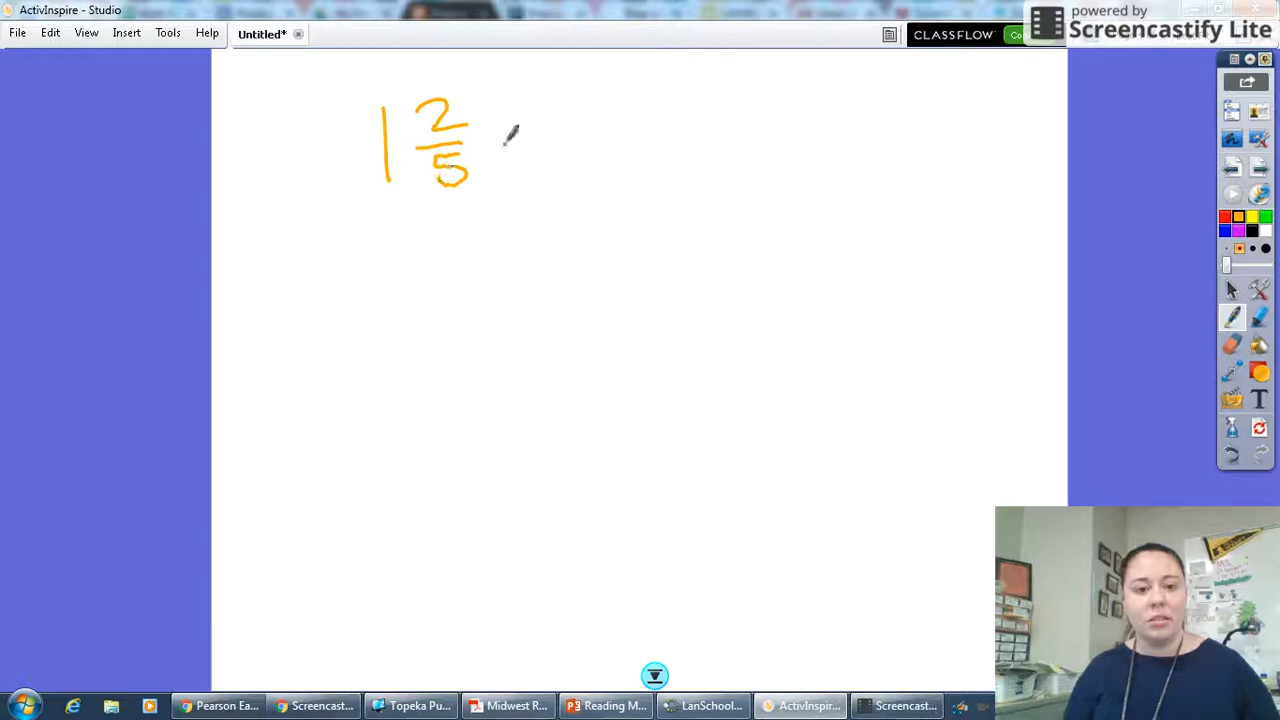 ActivInspire - Studio
powered by
Screencastify Lite
File Edit View Insert Tools Help
Untitled*
CLASSFLOW
1 2/5
T
Pearson Ea...
Screencast...
Topeka Pu...
Midwest R...
Reading M...
LanSchool...
ActivInspir...
Screencast...